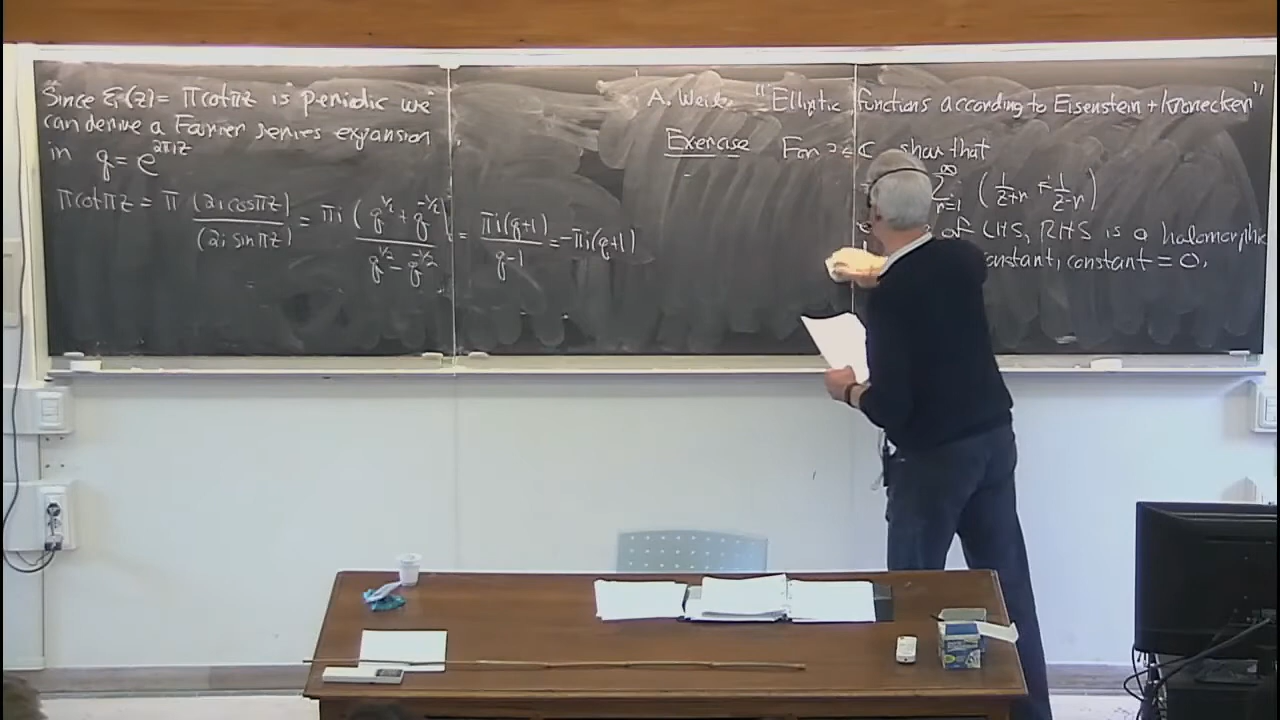 Since ε₁(z) = π cot πz is periodic we
can derive a Fourier series expansion
in q = e^{2πiz}
π cot πz = π (2i cos πz)/(2i sin πz) = πi (q^{1/2} + q^{-1/2})/(q^{1/2} - q^{-1/2}) = πi(q+1)/(q-1) = -πi(q+1)
A. Weil: "Elliptic functions according to Eisenstein + Kronecker"
Exercise For z ∈ C show that
∑_{n=1}^{∞} (1/(z+n) + 1/(z-n))
of LHS, RHS is a holomorphic
constant, constant = 0.